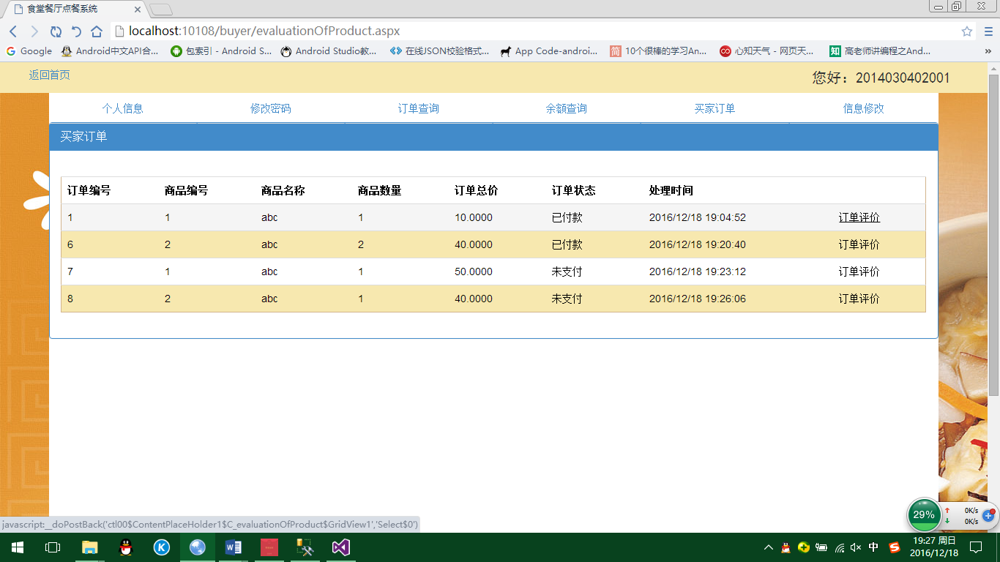 食堂餐厅点餐系统
localhost:10108/buyer/evaluationOfProduct.aspx
Google Android中文API合... 包索引 - Android S... Android Studio教... 在线JSON校验格式... App Code-androi... 简 10个很棒的学习An... 心知天气 - 网页天... 知 高老师讲编程之And... »
返回首页 您好：2014030402001
个人信息 修改密码 订单查询 余额查询 买家订单 信息修改
买家订单
订单编号 商品编号 商品名称 商品数量 订单总价 订单状态 处理时间
1 1 abc 1 10.0000 已付款 2016/12/18 19:04:52 订单评价
6 2 abc 2 40.0000 已付款 2016/12/18 19:20:40 订单评价
7 1 abc 1 50.0000 未支付 2016/12/18 19:23:12 订单评价
8 2 abc 1 40.0000 未支付 2016/12/18 19:26:06 订单评价
29% 0K/s
0K/s
javascript:__doPostBack('ctl00$ContentPlaceHolder1$C_evaluationOfProduct$GridView1','Select$0')
中 19:27 周日
2016/12/18